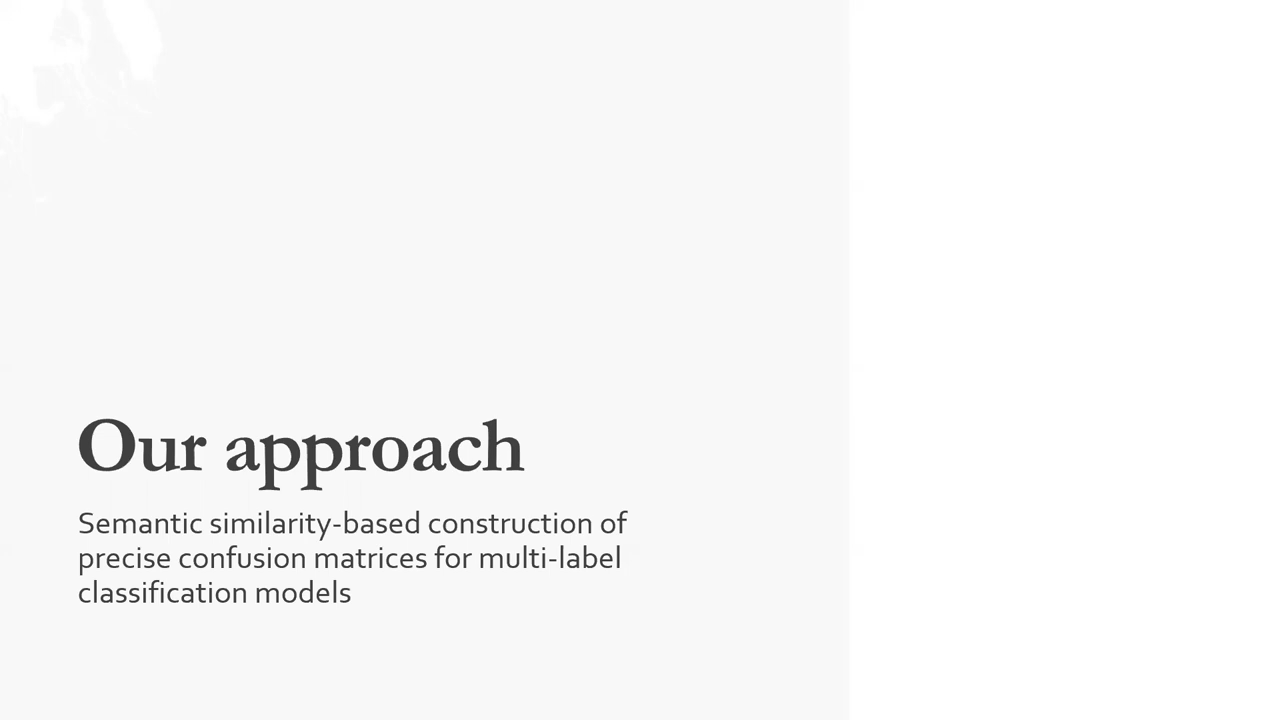 Our approach
Semantic similarity-based construction of
precise confusion matrices for multi-label
classification models